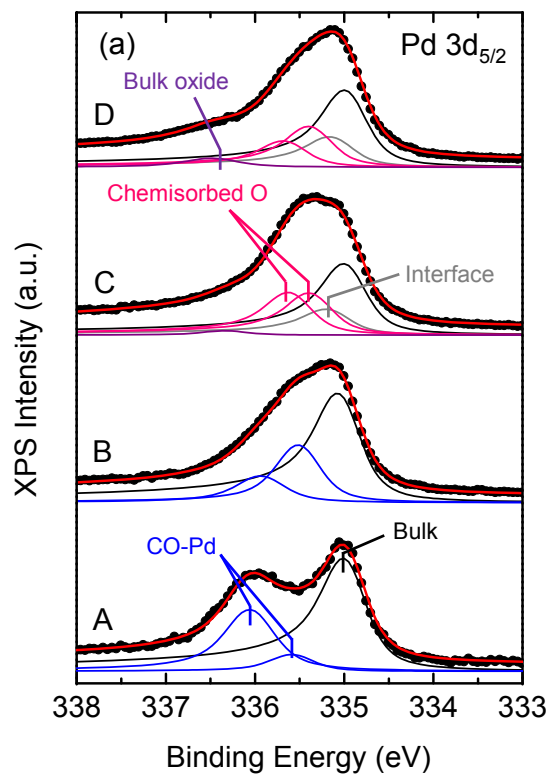 (a)
Pd 3d5/2
Bulk oxide
D
Chemisorbed O
C
Interface
B
CO-Pd
Bulk
A
XPS Intensity (a.u.)
338 337 336 335 334 333
Binding Energy (eV)